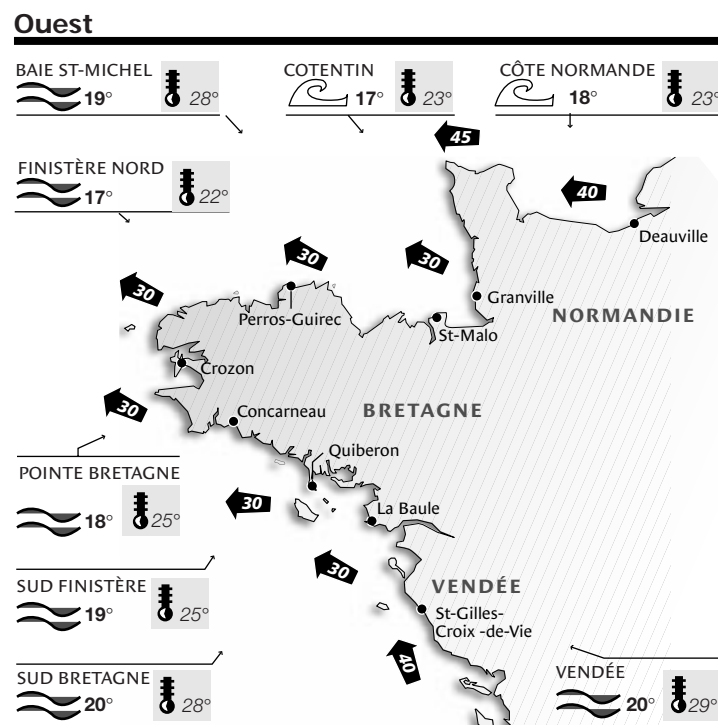 Ouest
BAIE ST-MICHEL
19° 28°
COTENTIN
17° 23°
CÔTE NORMANDE
18° 23°
45
FINISTÈRE NORD
17° 22°
40
Deauville
30
30
30
Granville
Perros-Guirec
NORMANDIE
St-Malo
Crozon
30
Concarneau
BRETAGNE
Quiberon
POINTE BRETAGNE
18° 25°
30
La Baule
30
SUD FINISTÈRE
19° 25°
VENDÉE
St-Gilles-
Croix -de-Vie
40
SUD BRETAGNE
20° 28°
VENDÉE
20° 29°